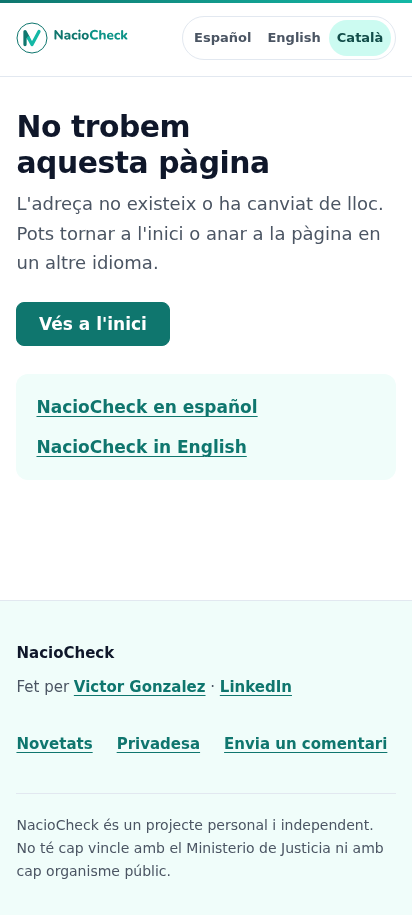 NacioCheck
Español English Català
No trobem
aquesta pàgina
L'adreça no existeix o ha canviat de lloc.
Pots tornar a l'inici o anar a la pàgina en
un altre idioma.
Vés a l'inici
NacioCheck en español
NacioCheck in English
NacioCheck
Fet per Victor Gonzalez · LinkedIn
Novetats Privadesa Envia un comentari
NacioCheck és un projecte personal i independent.
No té cap vincle amb el Ministerio de Justicia ni amb
cap organisme públic.